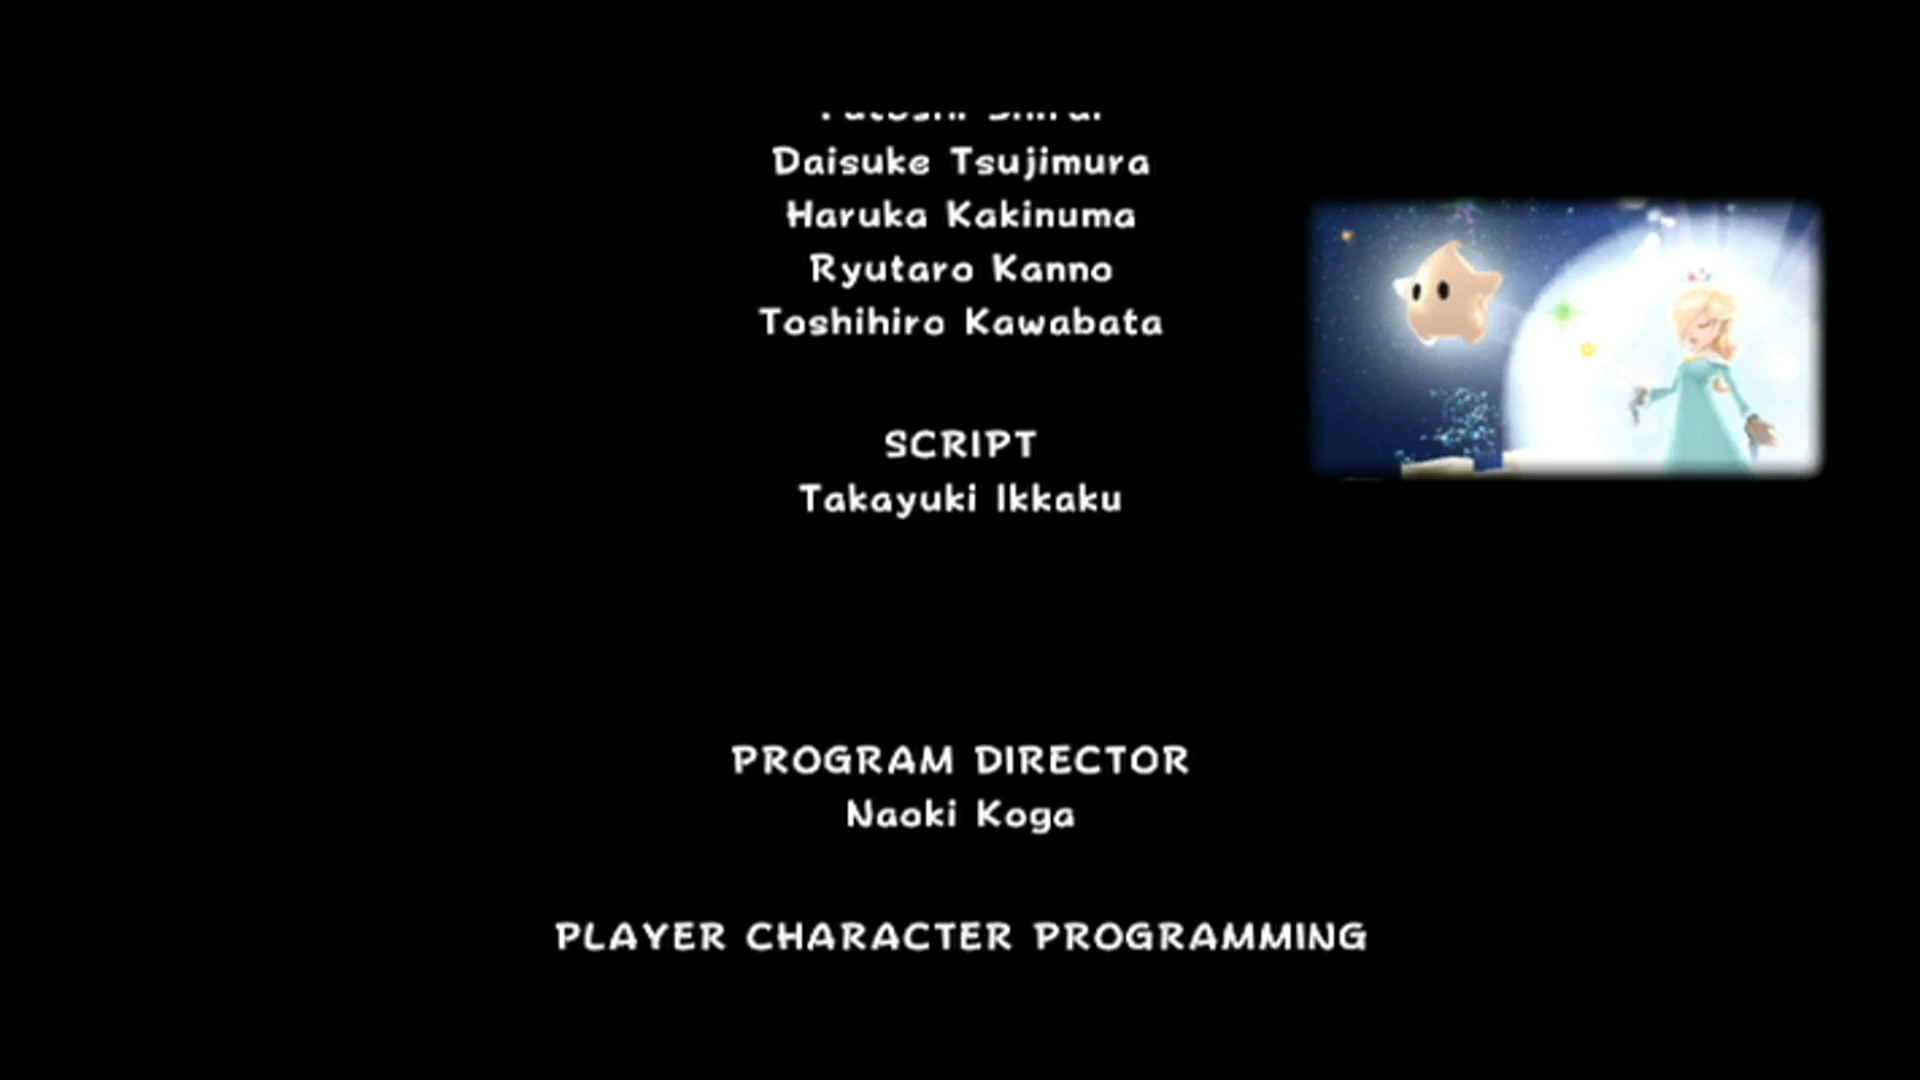 Daisuke Tsujimura
Haruka Kakinuma
Ryutaro Kanno
Toshihiro Kawabata
SCRIPT
Takayuki Ikkaku
PROGRAM DIRECTOR
Naoki Koga
PLAYER CHARACTER PROGRAMMING